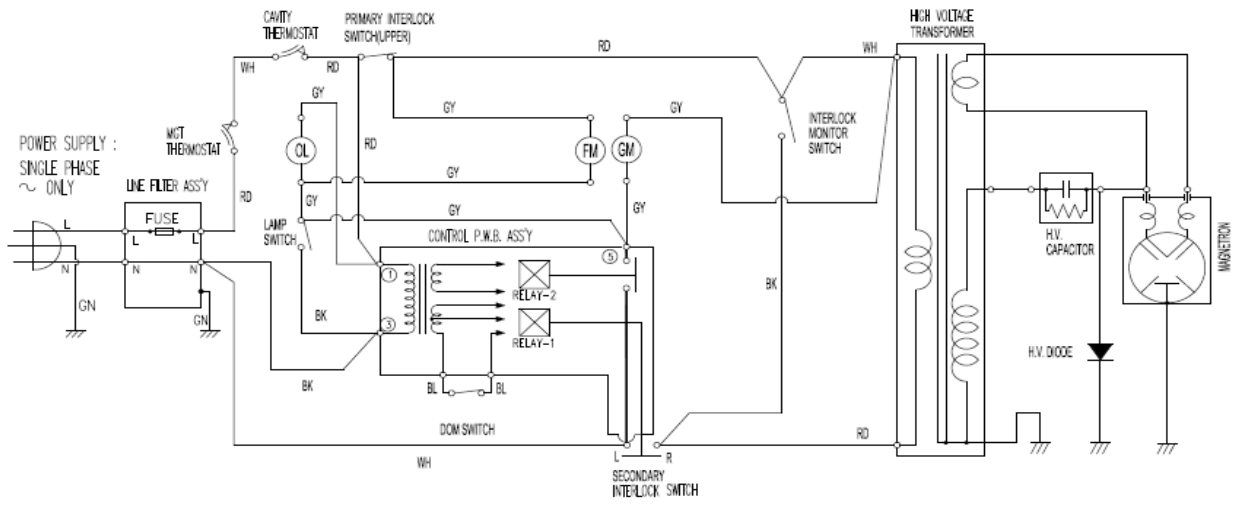 HIGH VOLTAGE
TRANSFORMER
CAVITY
THERMOSTAT
PRIMARY INTERLOCK
SWITCH(UPPER)
RD
WH
WH
RD
GY
GY
GY
MGT
THERMOSTAT
INTERLOCK
MONITOR
SWITCH
POWER SUPPLY :
SINGLE PHASE
~ ONLY
OL
RD
FM
GM
GY
LINE FILTER ASS'Y
RD
GY
GY
GY
FUSE
L
L
L
LAMP
SWITCH
CONTROL P.W.B. ASS'Y
H.V.
CAPACITOR
MAGNETRON
N
N
N
1
5
RELAY-2
BK
GN
GN
BK
3
RELAY-1
H.V. DIODE
BK
BL
BL
DOM SWITCH
WH
L
R
RD
SECONDARY
INTERLOCK SWITCH